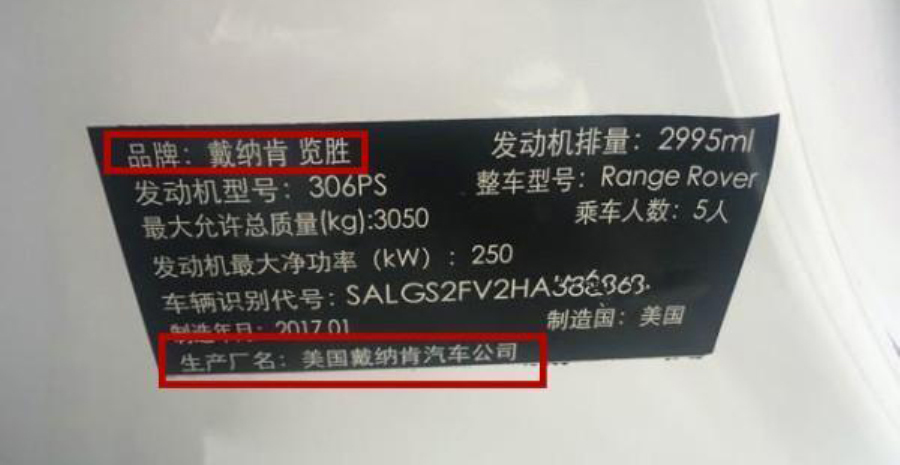 品牌: 戴纳肯 览胜
发动机排量: 2995ml
发动机型号: 306PS
整车型号: Range Rover
最大允许总质量(kg):3050
乘车人数: 5人
发动机最大净功率（kW）: 250
车辆识别代号: SALGS2FV2HA
制造年月: 2017.01
制造国: 美国
生产厂名: 美国戴纳肯汽车公司